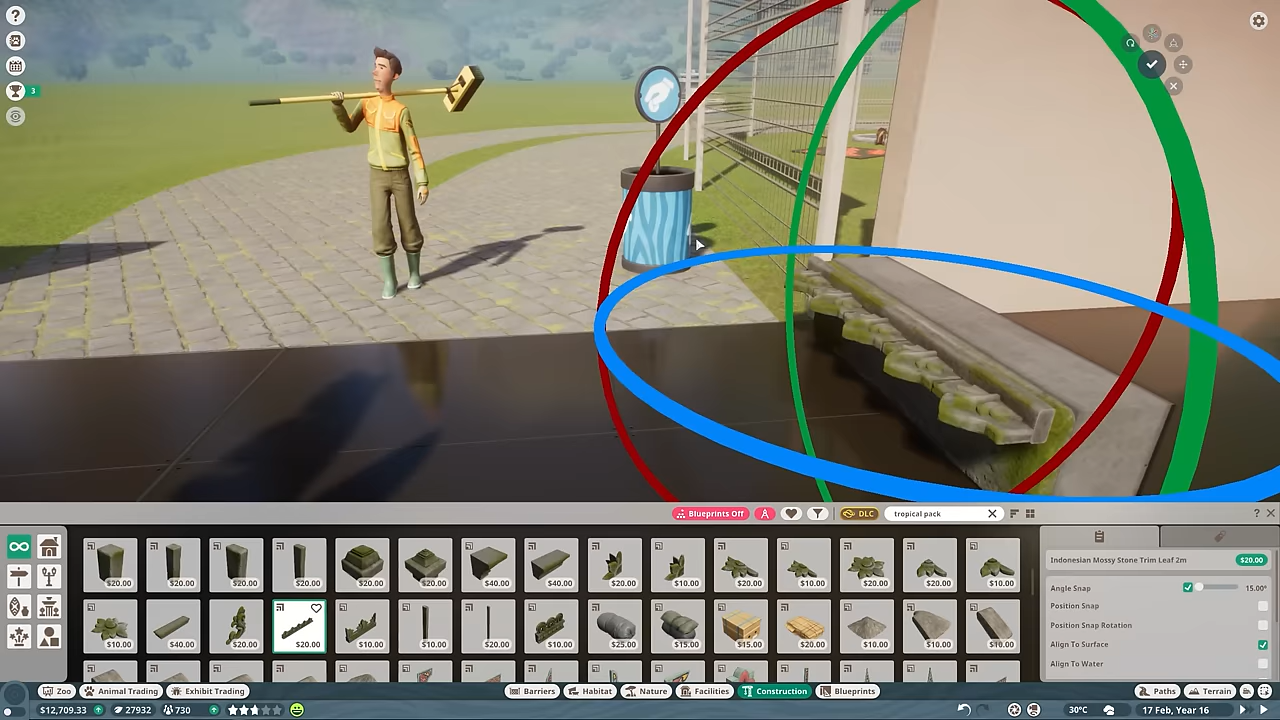 ?
3
Blueprints Off
A
DLC
tropical pack
?
$20.00 $20.00 $20.00 $20.00 $20.00 $20.00 $40.00 $40.00 $20.00 $10.00 $20.00 $10.00 $20.00 $20.00 $10.00
$10.00 $40.00 $20.00 $20.00 $10.00 $10.00 $20.00 $10.00 $25.00 $15.00 $15.00 $20.00 $10.00 $10.00 $10.00
Indonesian Mossy Stone Trim Leaf 2m $20.00
Angle Snap 15.00°
Position Snap
Position Snap Rotation
Align To Surface
Align To Water
Zoo Animal Trading Exhibit Trading Barriers Habitat Nature Facilities Construction Blueprints Paths Terrain
$12,709.33 27932 730 30°C 17 Feb, Year 16